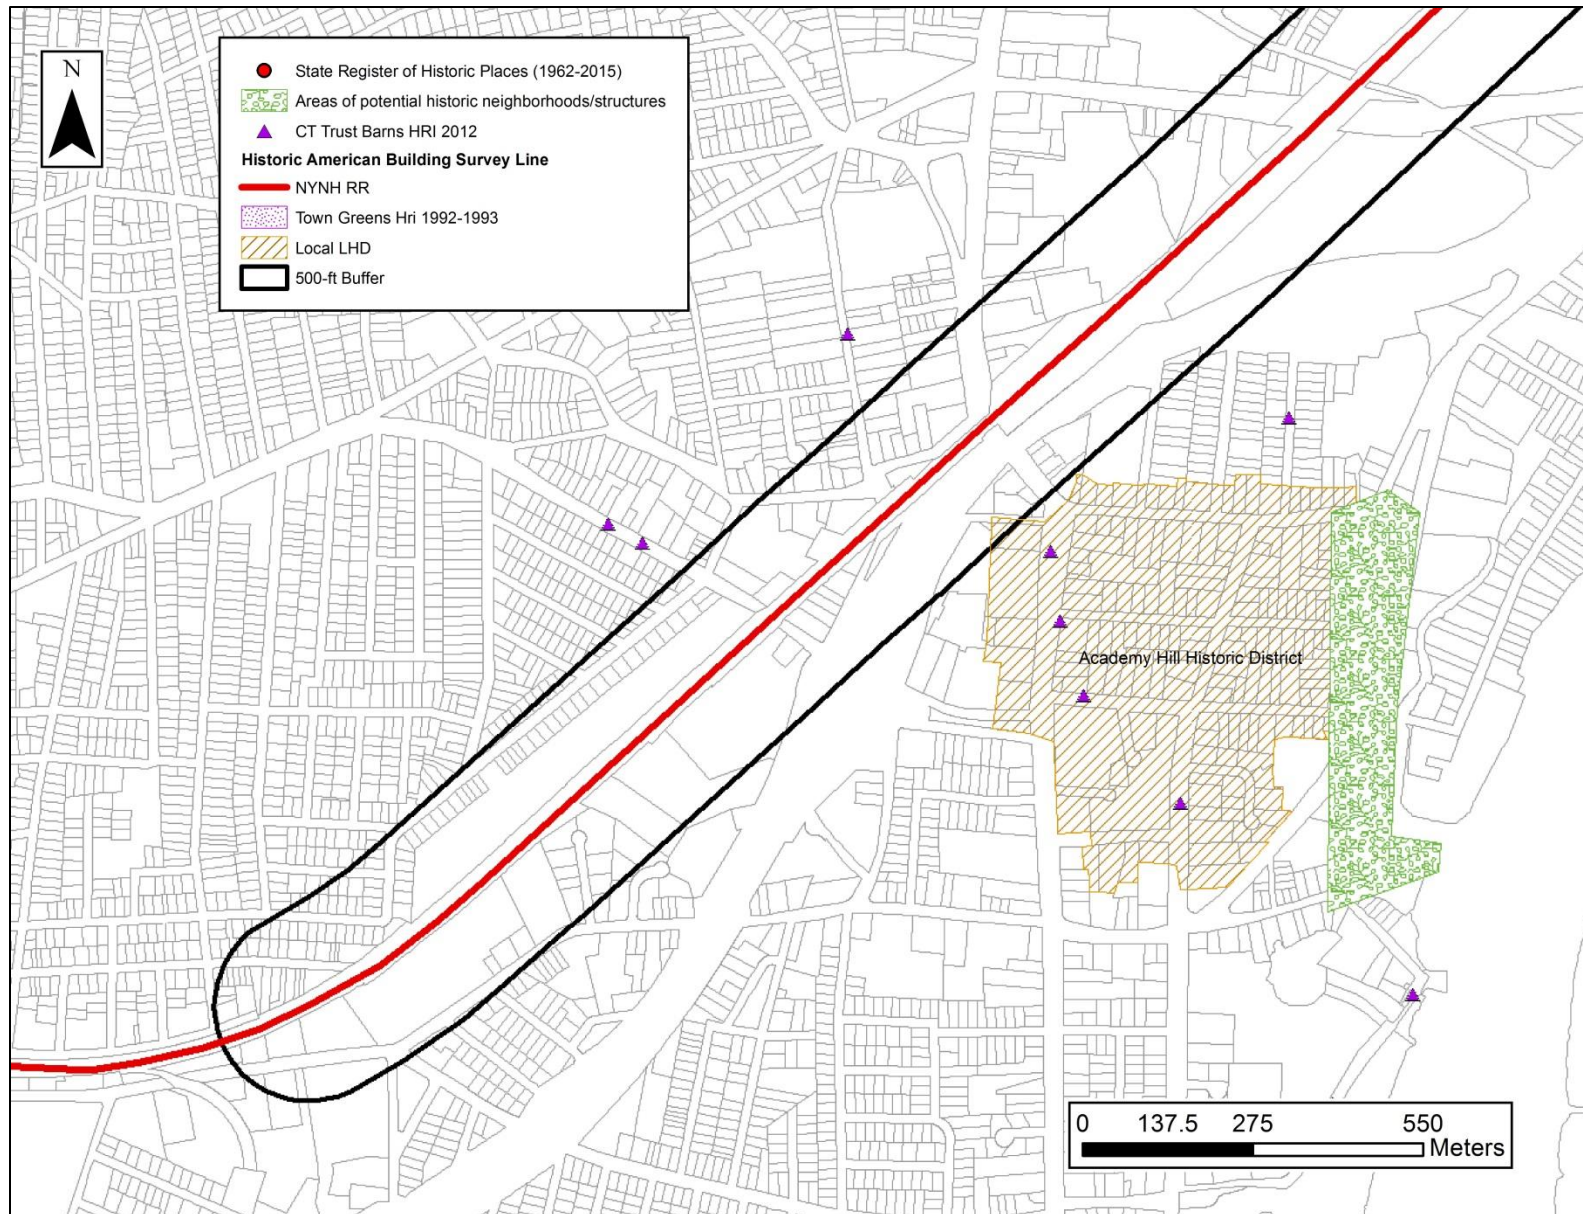 N
State Register of Historic Places (1962-2015)
Areas of potential historic neighborhoods/structures
CT Trust Barns HRI 2012
Historic American Building Survey Line
NYNH RR
Town Greens Hri 1992-1993
Local LHD
500-ft Buffer
Academy Hill Historic District
0 137.5 275 550
Meters